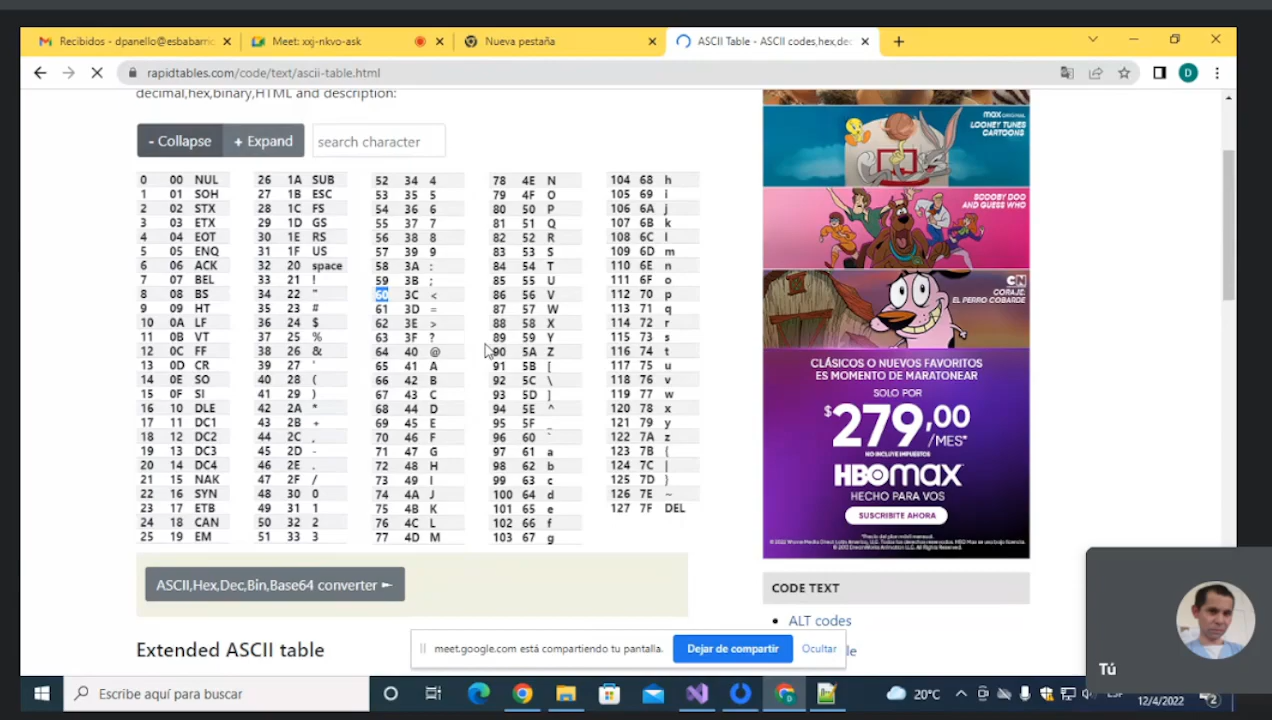 Recibidos - dpanello@esbabarric
Meet: xxj-nkvo-ask
Nueva pestaña
ASCII Table - ASCII codes,hex,dec
rapidtables.com/code/text/ascii-table.html
D
decimal,hex,binary,HTML and description:
- Collapse + Expand search character
0 00 NUL 26 1A SUB 52 34 4 78 4E N 104 68 h
1 01 SOH 27 1B ESC 53 35 5 79 4F O 105 69 i
2 02 STX 28 1C FS 54 36 6 80 50 P 106 6A j
3 03 ETX 29 1D GS 55 37 7 81 51 Q 107 6B k
4 04 EOT 30 1E RS 56 38 8 82 52 R 108 6C l
5 05 ENQ 31 1F US 57 39 9 83 53 S 109 6D m
6 06 ACK 32 20 space 58 3A : 84 54 T 110 6E n
7 07 BEL 33 21 ! 59 3B ; 85 55 U 111 6F o
8 08 BS 34 22 " 60 3C < 86 56 V 112 70 p
9 09 HT 35 23 # 61 3D = 87 57 W 113 71 q
10 0A LF 36 24 $ 62 3E > 88 58 X 114 72 r
11 0B VT 37 25 % 63 3F ? 89 59 Y 115 73 s
12 0C FF 38 26 & 64 40 @ 90 5A Z 116 74 t
13 0D CR 39 27 ' 65 41 A 91 5B [ 117 75 u
14 0E SO 40 28 ( 66 42 B 92 5C \ 118 76 v
15 0F SI 41 29 ) 67 43 C 93 5D ] 119 77 w
16 10 DLE 42 2A * 68 44 D 94 5E ^ 120 78 x
17 11 DC1 43 2B + 69 45 E 95 5F _ 121 79 y
18 12 DC2 44 2C , 70 46 F 96 60 ` 122 7A z
19 13 DC3 45 2D - 71 47 G 97 61 a 123 7B {
20 14 DC4 46 2E . 72 48 H 98 62 b 124 7C |
21 15 NAK 47 2F / 73 49 I 99 63 c 125 7D }
22 16 SYN 48 30 0 74 4A J 100 64 d 126 7E ~
23 17 ETB 49 31 1 75 4B K 101 65 e 127 7F DEL
24 18 CAN 50 32 2 76 4C L 102 66 f
25 19 EM 51 33 3 77 4D M 103 67 g
max ORIGINAL
LOONEY TUNES
CARTOONS
SCOOBY DOO
AND GUESS WHO
CN
CORAJE:
EL PERRO COBARDE
CLÁSICOS O NUEVOS FAVORITOS
ES MOMENTO DE MARATONEAR
SOLO POR
$279,00
/MES*
NO INCLUYE IMPUESTOS
HBOMAX
HECHO PARA VOS
SUSCRIBITE AHORA
ASCII,Hex,Dec,Bin,Base64 converter ►
Extended ASCII table
CODE TEXT
ALT codes
meet.google.com está compartiendo tu pantalla. Dejar de compartir Ocultar
Tú
Escribe aquí para buscar
20°C
ESP
12/4/2022
2